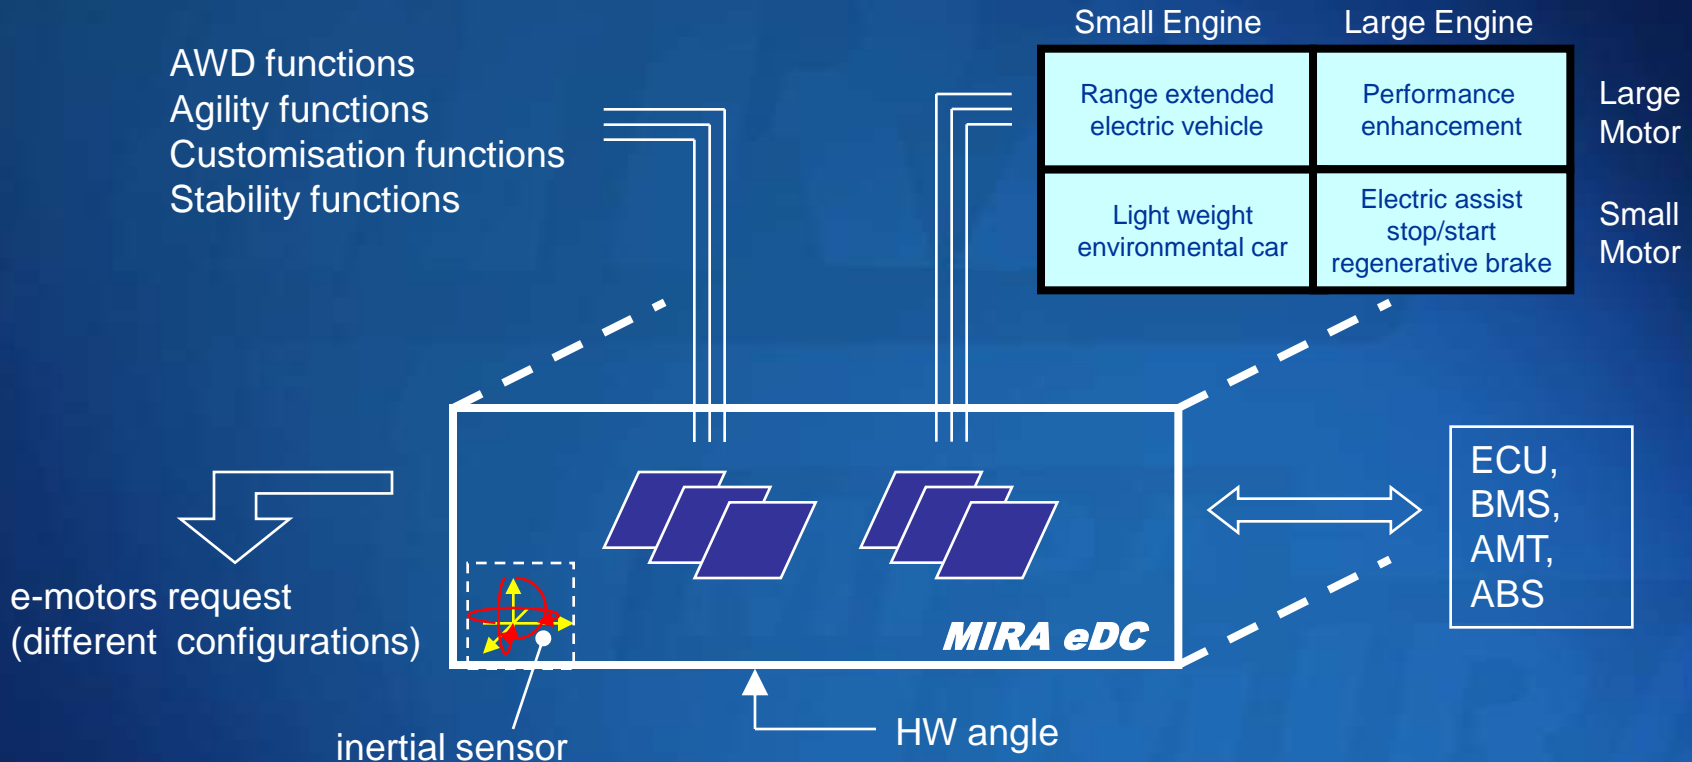 Small Engine
Large Engine
AWD functions
Agility functions
Customisation functions
Stability functions
Range extended
electric vehicle
Performance
enhancement
Large
Motor
Light weight
environmental car
Electric assist
stop/start
regenerative brake
Small
Motor
ECU,
BMS,
AMT,
ABS
e-motors request
(different configurations)
MIRA eDC
HW angle
inertial sensor